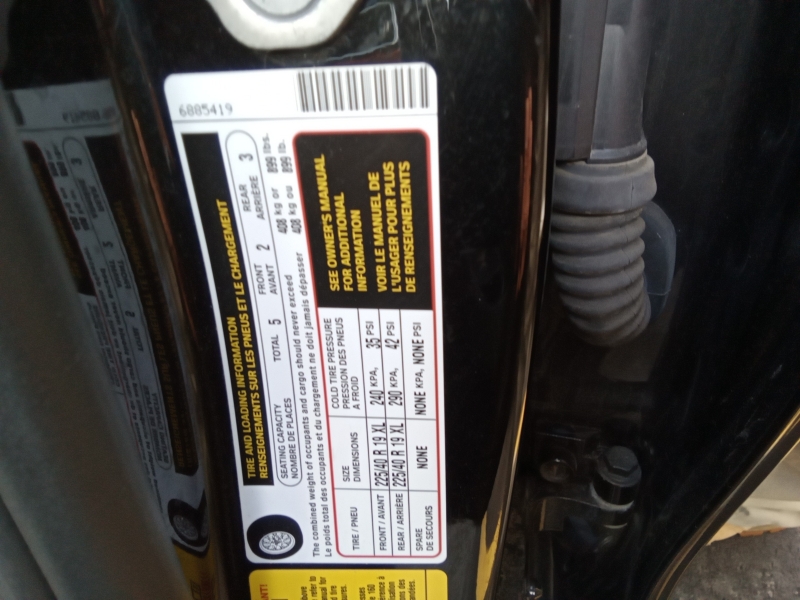 6885419
TIRE AND LOADING INFORMATION
RENSEIGNEMENTS SUR LES PNEUS ET LE CHARGEMENT
SEATING CAPACITY
NOMBRE DE PLACES
TOTAL 5
FRONT
AVANT 2
REAR
ARRIÈRE 3
The combined weight of occupants and cargo should never exceed 408 kg or 899 lbs.
Le poids total des occupants et du chargement ne doit jamais dépasser 408 kg ou 899 lb.
TIRE / PNEU
SIZE
DIMENSIONS
COLD TIRE PRESSURE
PRESSION DES PNEUS
A FROID
FRONT / AVANT 225/40 R 19 XL 240 KPA, 35 PSI
REAR / ARRIÈRE 225/40 R 19 XL 290 KPA, 42 PSI
SPARE
DE SECOURS
NONE NONE KPA, NONE PSI
SEE OWNER'S MANUAL
FOR ADDITIONAL
INFORMATION
VOIR LE MANUEL DE
L'USAGER POUR PLUS
DE RENSEIGNEMENTS